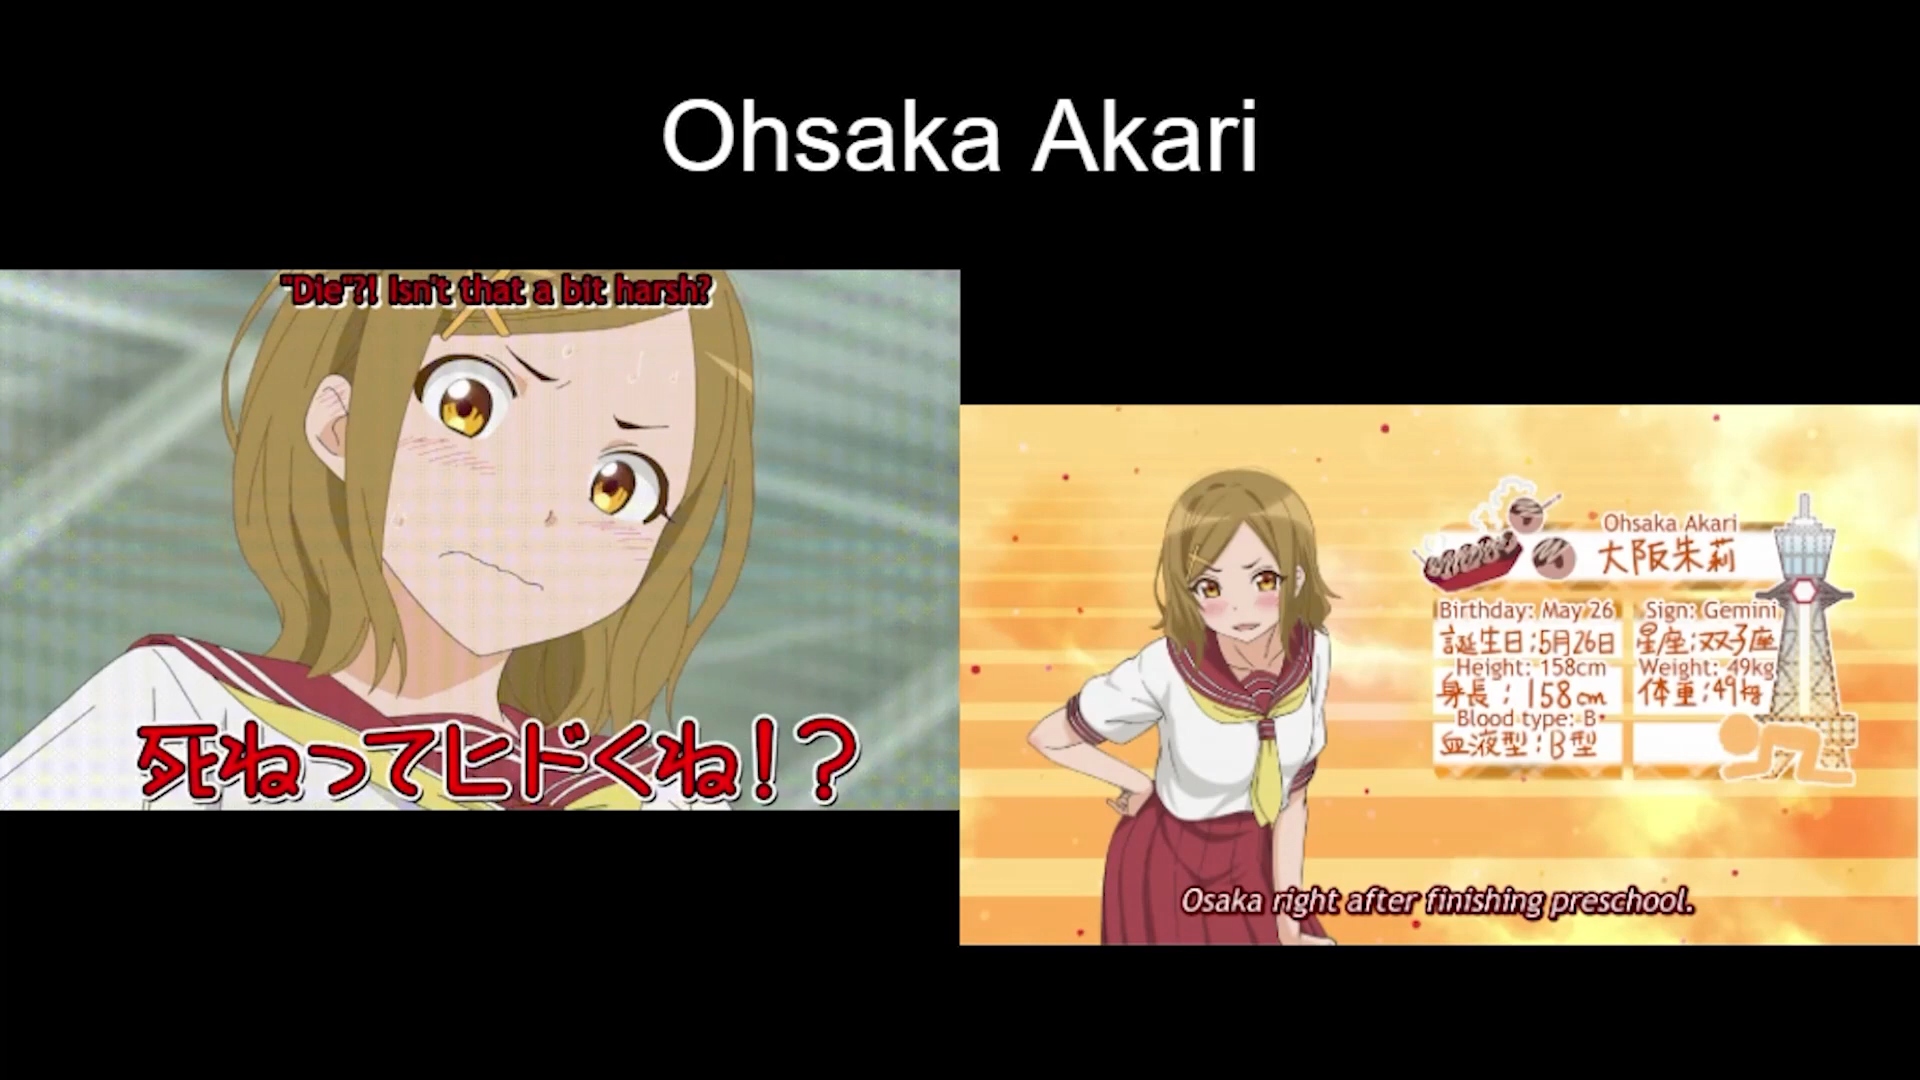 Ohsaka Akari
"Die"?! Isn't that a bit harsh?
死ねってヒドくね!?
Ohsaka Akari
大阪朱莉
Birthday: May 26 Sign: Gemini
誕生日:5月26日 星座:双子座
Height: 158cm Weight: 49kg
身長:158cm 体重:49kg
Blood type: B
血液型:B型
Osaka right after finishing preschool.